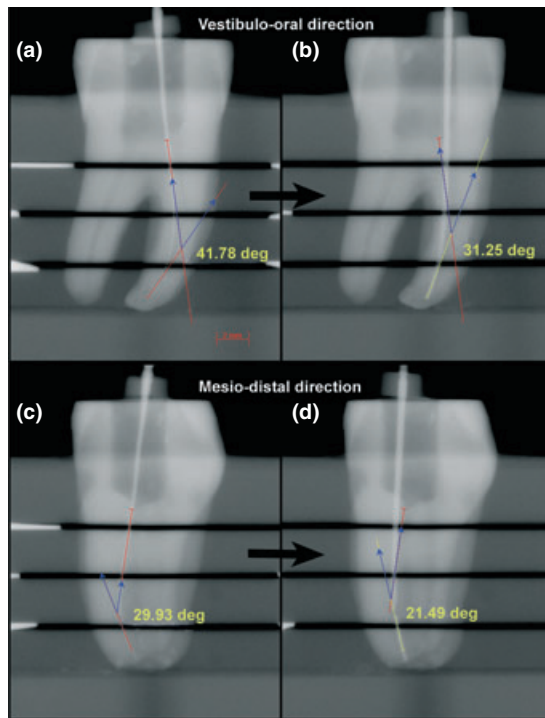 Vestibulo-oral direction
(a)
(b)
41.78 deg
31.25 deg
Mesio-distal direction
(c)
(d)
29.93 deg
21.49 deg